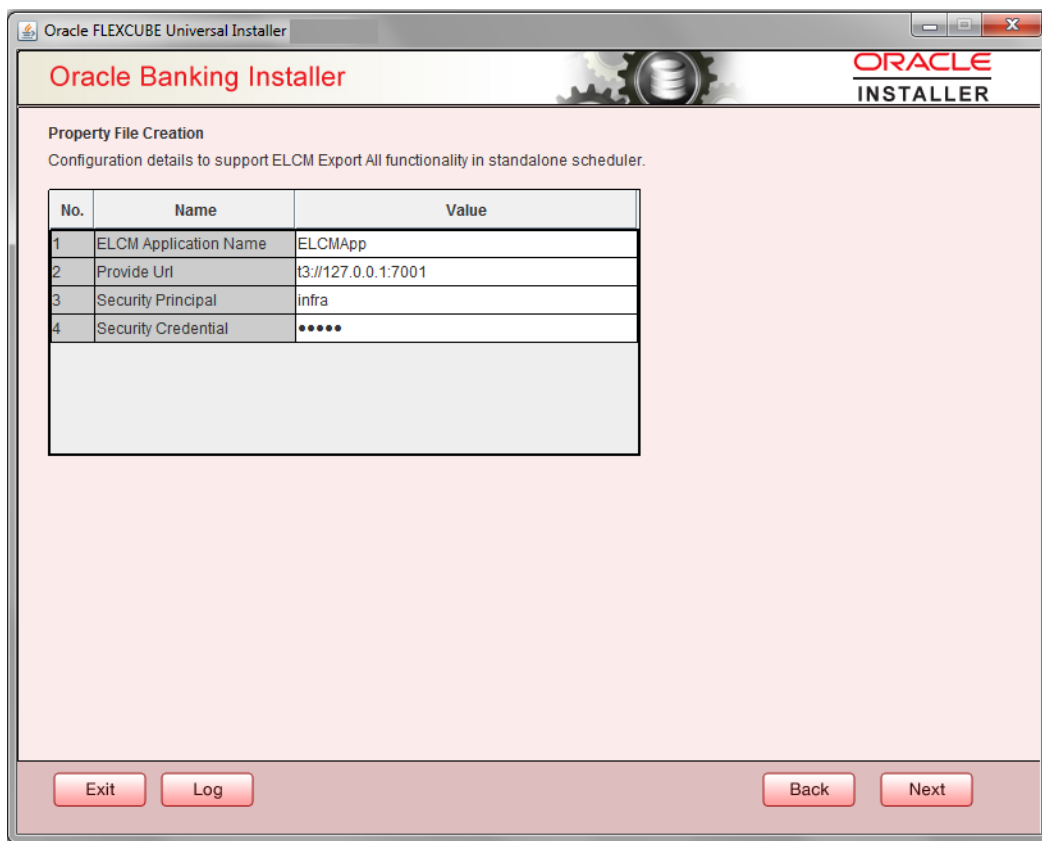 Oracle FLEXCUBE Universal Installer
Oracle Banking Installer
ORACLE
INSTALLER
Property File Creation
Configuration details to support ELCM Export All functionality in standalone scheduler.
No. Name Value
1 ELCM Application Name ELCMApp
2 Provide Url t3://127.0.0.1:7001
3 Security Principal infra
4 Security Credential •••••
Exit Log Back Next